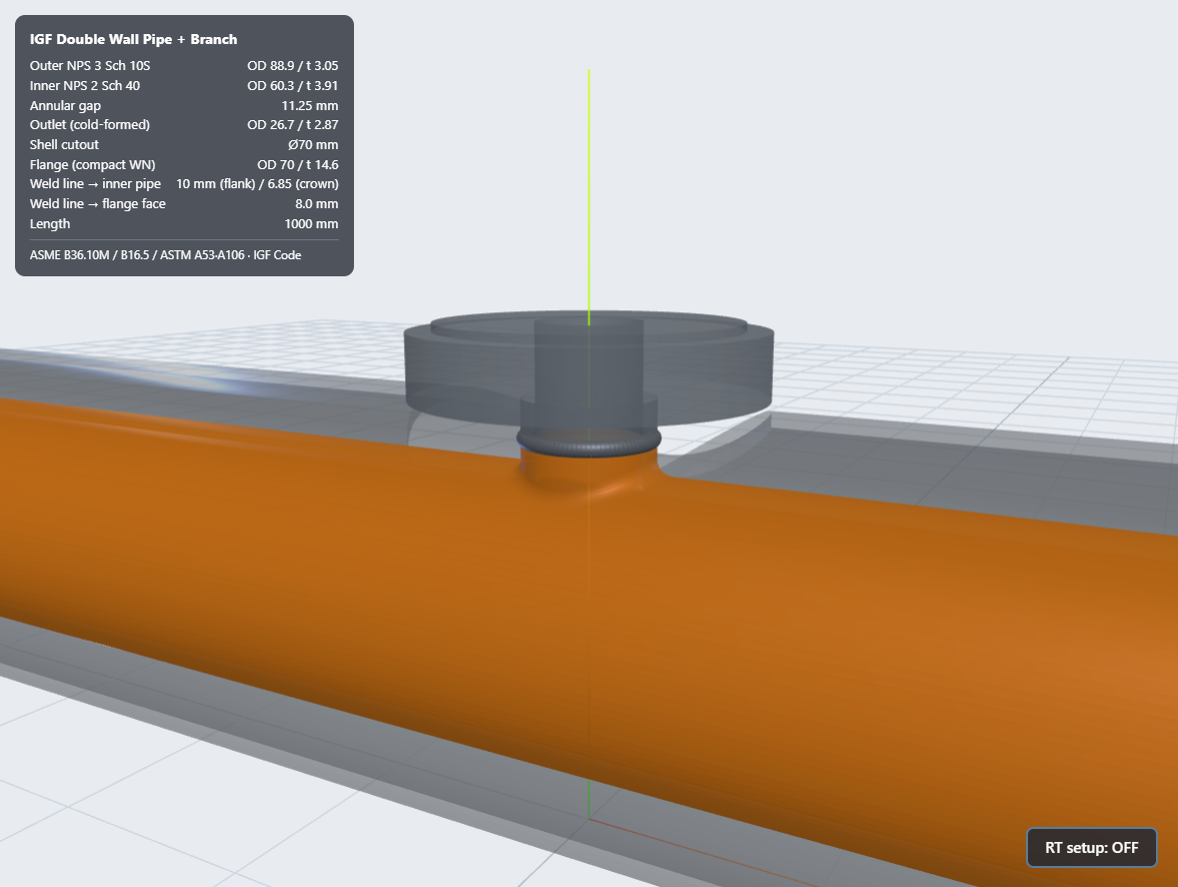 IGF Double Wall Pipe + Branch
Outer NPS 3 Sch 10S OD 88.9 / t 3.05
Inner NPS 2 Sch 40 OD 60.3 / t 3.91
Annular gap 11.25 mm
Outlet (cold-formed) OD 26.7 / t 2.87
Shell cutout Ø70 mm
Flange (compact WN) OD 70 / t 14.6
Weld line → inner pipe 10 mm (flank) / 6.85 (crown)
Weld line → flange face 8.0 mm
Length 1000 mm
ASME B36.10M / B16.5 / ASTM A53·A106 · IGF Code
RT setup: OFF